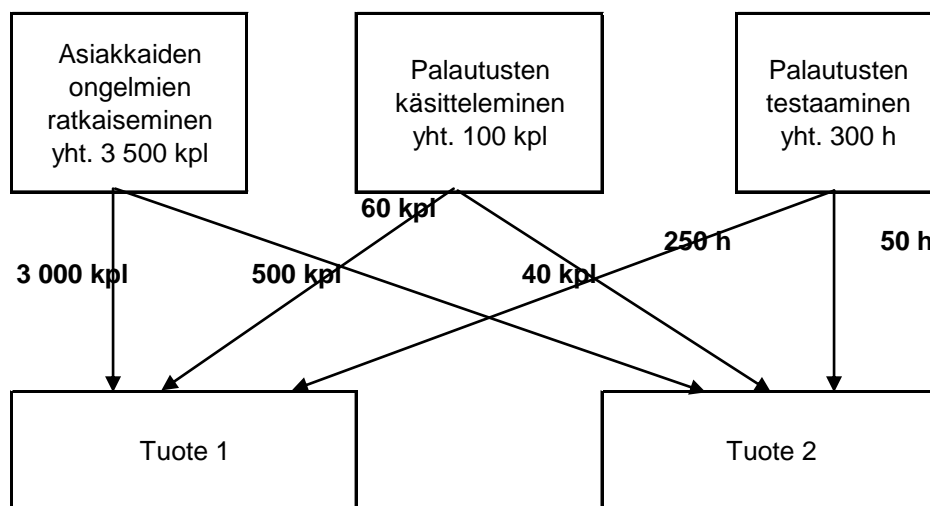 Asiakkaiden
ongelmien
ratkaiseminen
yht. 3 500 kpl
Palautusten
käsitteleminen
yht. 100 kpl
Palautusten
testaaminen
yht. 300 h
60 kpl
250 h
50 h
3 000 kpl
500 kpl
40 kpl
Tuote 1
Tuote 2